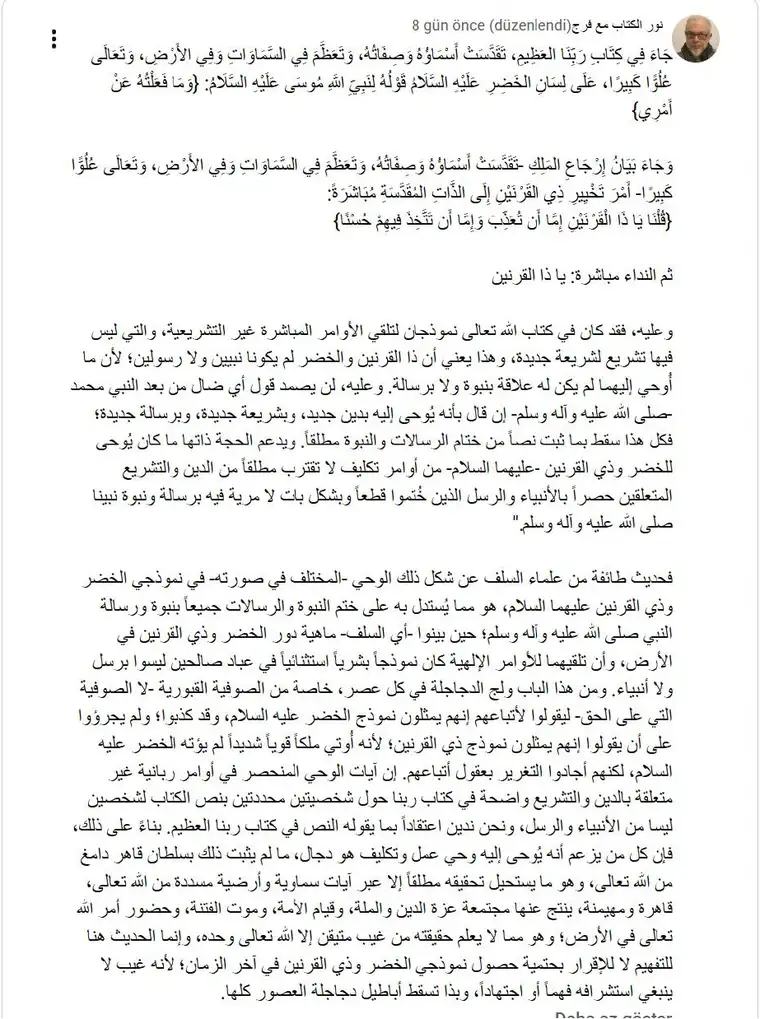 نور الكتاب مع فرج 8 gün önce (düzenlendi)
جَاءَ فِي كِتَابِ رَبِّنَا العَظِيمِ، تَقَدَّسَتْ أَسْمَاؤُهُ وَصِفَاتُهُ، وَتَعَظَّمَ فِي السَّمَاوَاتِ وَفِي الأَرْضِ، وَتَعَالَى
عُلُوًّا كَبِيرًا، عَلَى لِسَانِ الخَضِرِ عَلَيْهِ السَّلَامُ قَوْلُهُ لِنَبِيِّ اللَّهِ مُوسَى عَلَيْهِ السَّلَامُ: {وَمَا فَعَلْتُهُ عَنْ
أَمْرِي}
وَجَاءَ بَيَانُ إِرْجَاعِ المَلِكِ -تَقَدَّسَتْ أَسْمَاؤُهُ وَصِفَاتُهُ، وَتَعَظَّمَ فِي السَّمَاوَاتِ وَفِي الأَرْضِ، وَتَعَالَى عُلُوًّا
كَبِيرًا- أَمْرَ تَخْيِيرِ ذِي القَرْنَيْنِ إِلَى الذَّاتِ المُقَدَّسَةِ مُبَاشَرَةً:
{قُلْنَا يَا ذَا الْقَرْنَيْنِ إِمَّا أَن تُعَذِّبَ وَإِمَّا أَن تَتَّخِذَ فِيهِمْ حُسْنًا}
ثم النداء مباشرة: يا ذا القرنين
وعليه، فقد كان في كتاب الله تعالى نموذجان لتلقي الأوامر المباشرة غير التشريعية، والتي ليس
فيها تشريع لشريعة جديدة، وهذا يعني أن ذا القرنين والخضر لم يكونا نبيين ولا رسولين؛ لأن ما
أُوحي إليهما لم يكن له علاقة بنبوة ولا برسالة. وعليه، لن يصمد قول أي ضال من بعد النبي محمد
-صلى الله عليه وآله وسلم- إن قال بأنه يُوحى إليه بدين جديد، وبشريعة جديدة، وبرسالة جديدة؛
فكل هذا سقط بما ثبت نصاً من ختام الرسالات والنبوة مطلقاً. ويدعم الحجة ذاتها ما كان يُوحى
للخضر وذي القرنين -عليهما السلام- من أوامر تكليف لا تقترب مطلقاً من الدين والتشريع
المتعلقين حصراً بالأنبياء والرسل الذين خُتموا قطعاً وبشكل بات لا مرية فيه برسالة ونبوة نبينا
صلى الله عليه وآله وسلم."
فحديث طائفة من علماء السلف عن شكل ذلك الوحي -المختلف في صورته- في نموذجي الخضر
وذي القرنين عليهما السلام، هو مما يُستدل به على ختم النبوة والرسالات جميعاً بنبوة ورسالة
النبي صلى الله عليه وآله وسلم؛ حين بينوا -أي السلف- ماهية دور الخضر وذي القرنين في
الأرض، وأن تلقيهما للأوامر الإلهية كان نموذجاً بشرياً استثنائياً في عباد صالحين ليسوا برسل
ولا أنبياء. ومن هذا الباب ولج الدجاجلة في كل عصر، خاصة من الصوفية القبورية -لا الصوفية
التي على الحق- ليقولوا لأتباعهم إنهم يمثلون نموذج الخضر عليه السلام، وقد كذبوا؛ ولم يجرؤوا
على أن يقولوا إنهم يمثلون نموذج ذي القرنين؛ لأنه أُوتي ملكاً قوياً شديداً لم يؤته الخضر عليه
السلام، لكنهم أجادوا التغرير بعقول أتباعهم. إن آيات الوحي المنحصر في أوامر ربانية غير
متعلقة بالدين والتشريع واضحة في كتاب ربنا حول شخصيتين محددتين بنص الكتاب لشخصين
ليسا من الأنبياء والرسل، ونحن ندين اعتقاداً بما يقوله النص في كتاب ربنا العظيم. بناءً على ذلك،
فإن كل من يزعم أنه يُوحى إليه وحي عمل وتكليف هو دجال، ما لم يثبت ذلك بسلطان قاهر دامغ
من الله تعالى، وهو ما يستحيل تحقيقه مطلقاً إلا عبر آيات سماوية وأرضية مسددة من الله تعالى،
قاهرة ومهيمنة، ينتج عنها مجتمعة عزة الدين والملة، وقيام الأمة، وموت الفتنة، وحضور أمر الله
تعالى في الأرض؛ وهو مما لا يعلم حقيقته من غيب متيقن إلا الله تعالى وحده، وإنما الحديث هنا
للتفهيم لا للإقرار بحتمية حصول نموذجي الخضر وذي القرنين في آخر الزمان؛ لأنه غيب لا
ينبغي استشرافه فهماً أو اجتهاداً، وبذا تسقط أباطيل دجاجلة العصور كلها.
Daha az göster